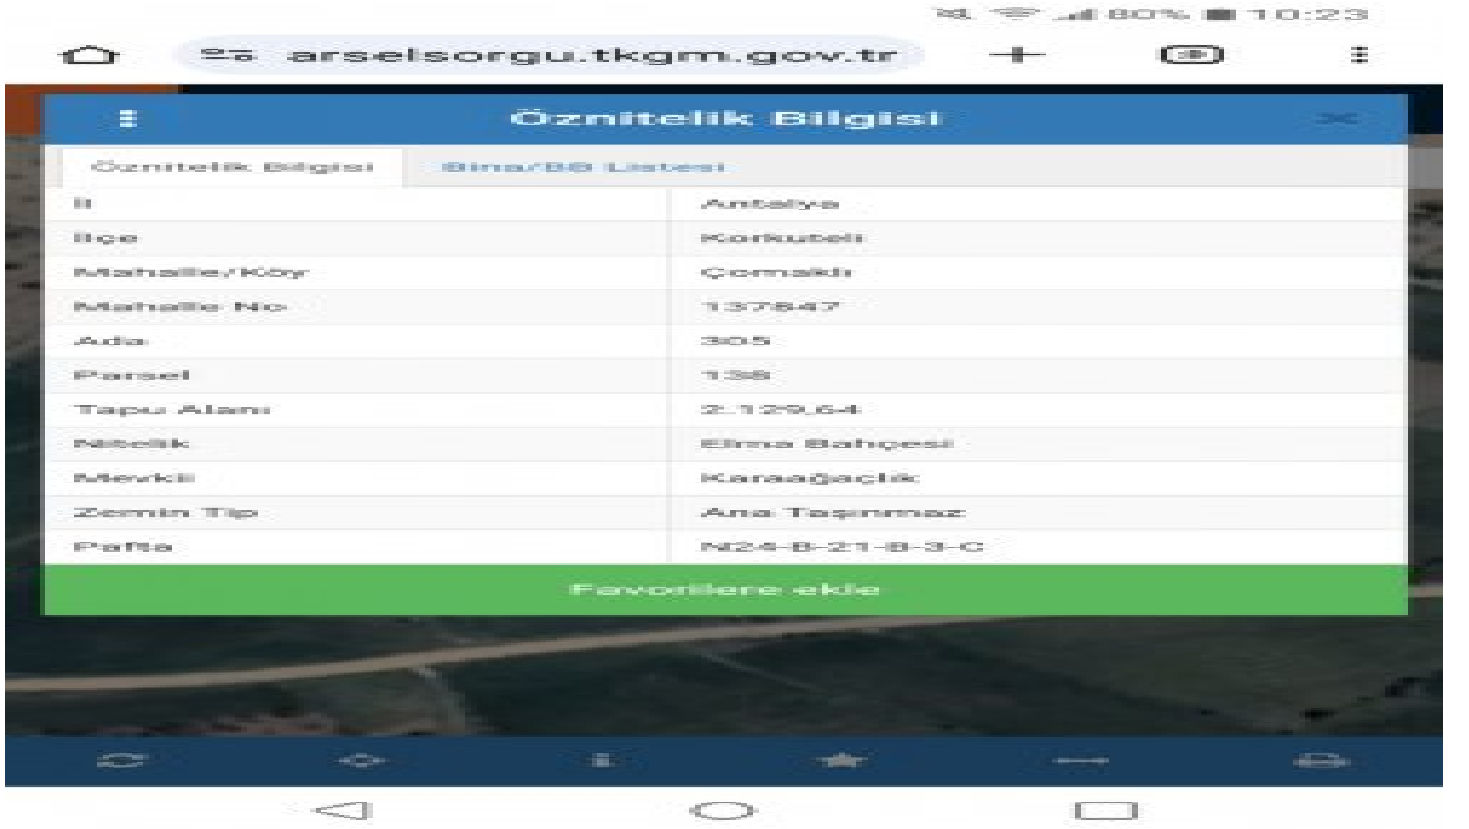 80% 10:23
arselsorgu.tkgm.gov.tr
Öznitelik Bilgisi
Öznitelik Bilgisi Bina/BB Listesi
İl Antalya
İlçe Korkuteli
Mahalle/Köy Çomaklı
Mahalle No 137847
Ada 305
Parsel 138
Tapu Alanı 2.129,64
Nitelik Elma Bahçesi
Mevkii Karaağaçlık
Zemin Tip Ana Taşınmaz
Pafta N24-B-21-B-3-C
Favorilere ekle